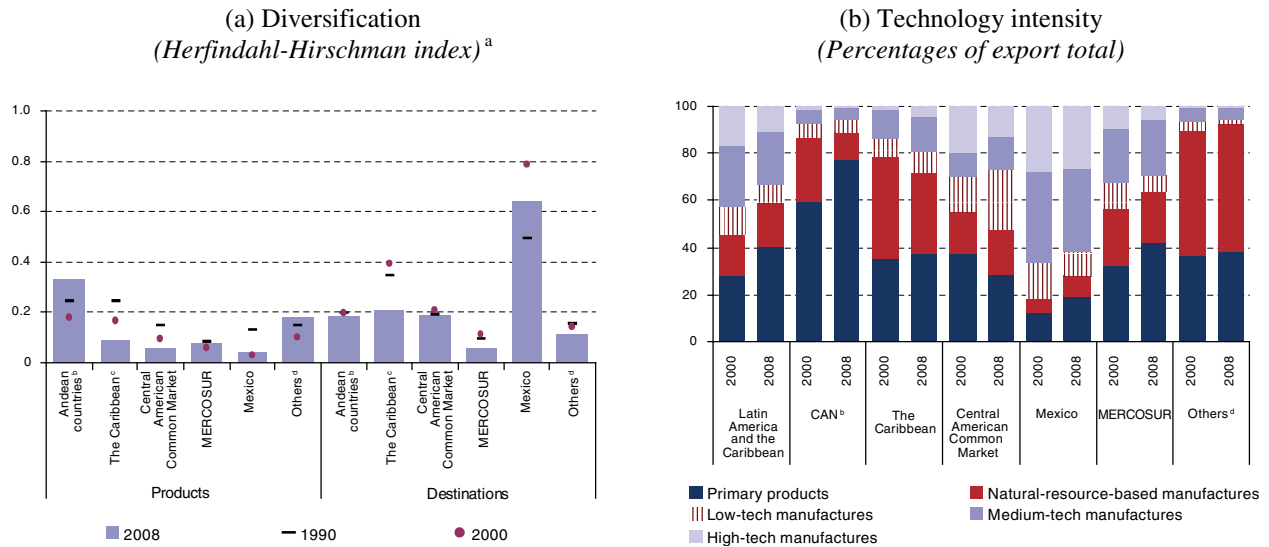 (a) Diversification
(Herfindahl-Hirschman index) a
1.0
0.8
0.6
0.4
0.2
0
Andean
countries b
The Caribbean c
Central
American
Common Market
MERCOSUR
Mexico
Others d
Andean
countries b
The Caribbean c
Central
American
Common Market
MERCOSUR
Mexico
Others d
Products
Destinations
2008
1990
2000
(b) Technology intensity
(Percentages of export total)
100
80
60
40
20
0
2000
2008
2000
2008
2000
2008
2000
2008
2000
2008
2000
2008
2000
2008
Latin
America
and the
Caribbean
CAN b
The
Caribbean
Central
American
Common
Market
Mexico
MERCOSUR
Others d
Primary products
Natural-resource-based manufactures
Low-tech manufactures
Medium-tech manufactures
High-tech manufactures